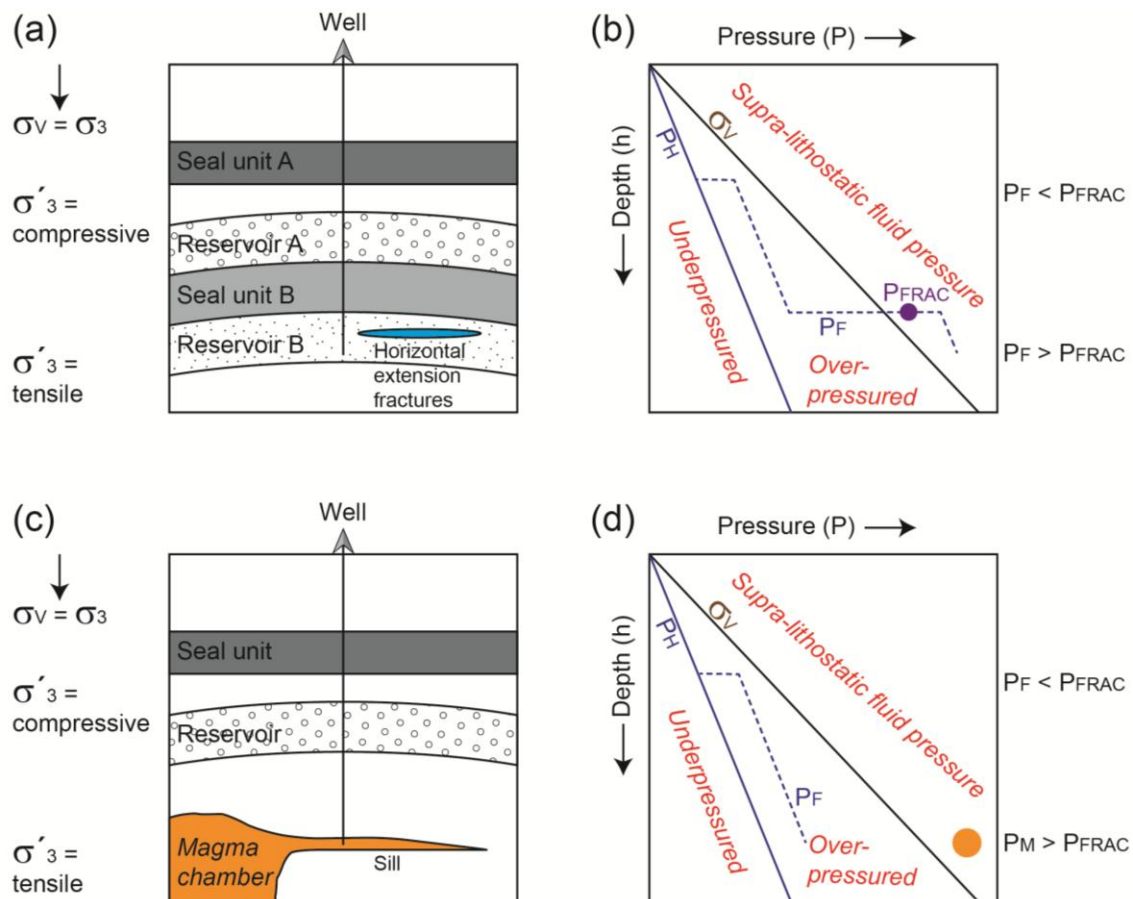 (a)
Well
σV = σ3
Seal unit A
σ′3 =
compressive
Reservoir A
Seal unit B
Reservoir B
Horizontal
extension
fractures
σ′3 =
tensile
(b)
Pressure (P)
Depth (h)
PH
σV
Supra-lithostatic fluid pressure
PF < PFRAC
Underpressured
PFRAC
PF
Over-
pressured
PF > PFRAC
(c)
Well
σV = σ3
Seal unit
σ′3 =
compressive
Reservoir
Magma
chamber
Sill
σ′3 =
tensile
(d)
Pressure (P)
Depth (h)
PH
σV
Supra-lithostatic fluid pressure
PF < PFRAC
Underpressured
PF
Over-
pressured
PM > PFRAC